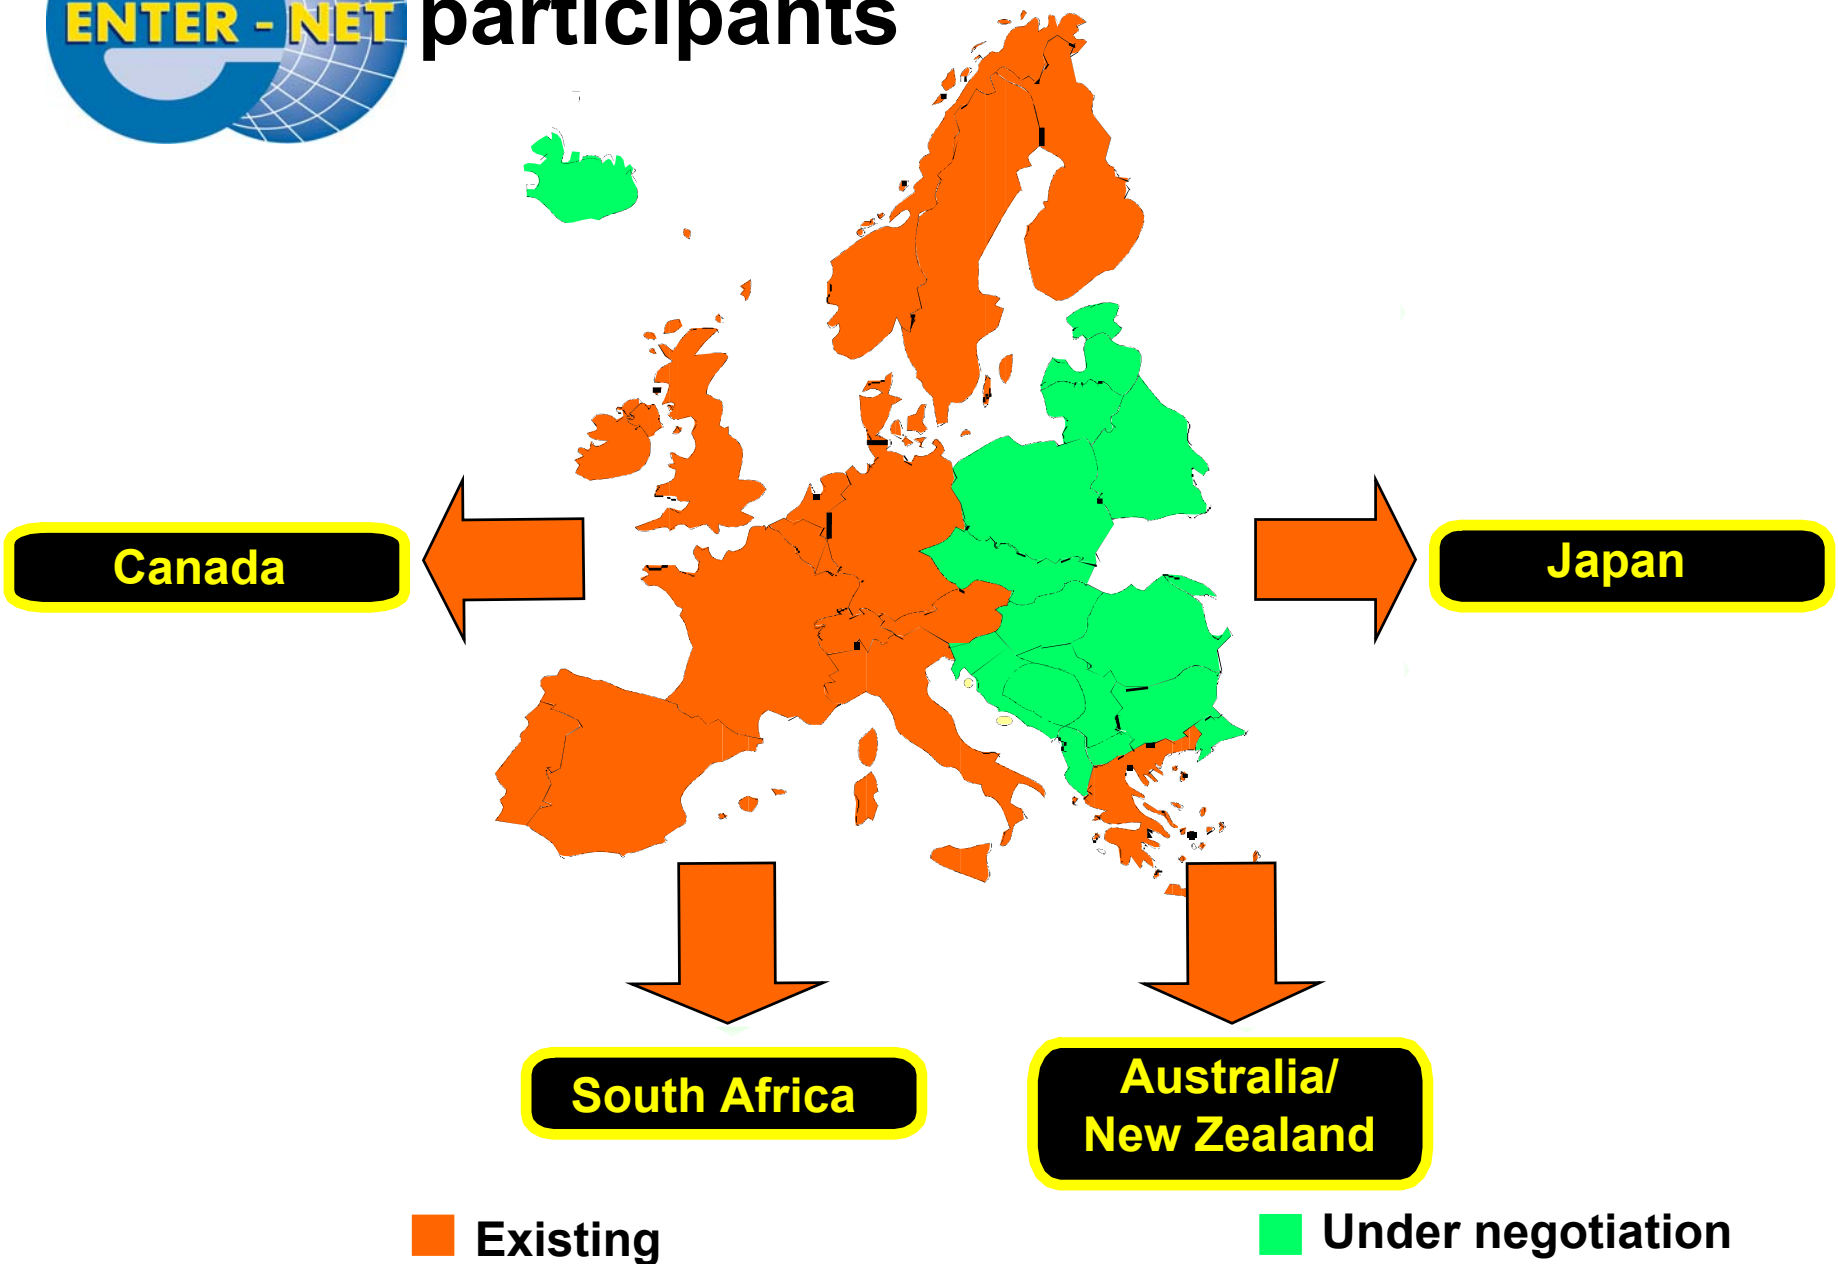 ENTER - NET participants
Canada
Japan
South Africa
Australia/
New Zealand
Existing
Under negotiation